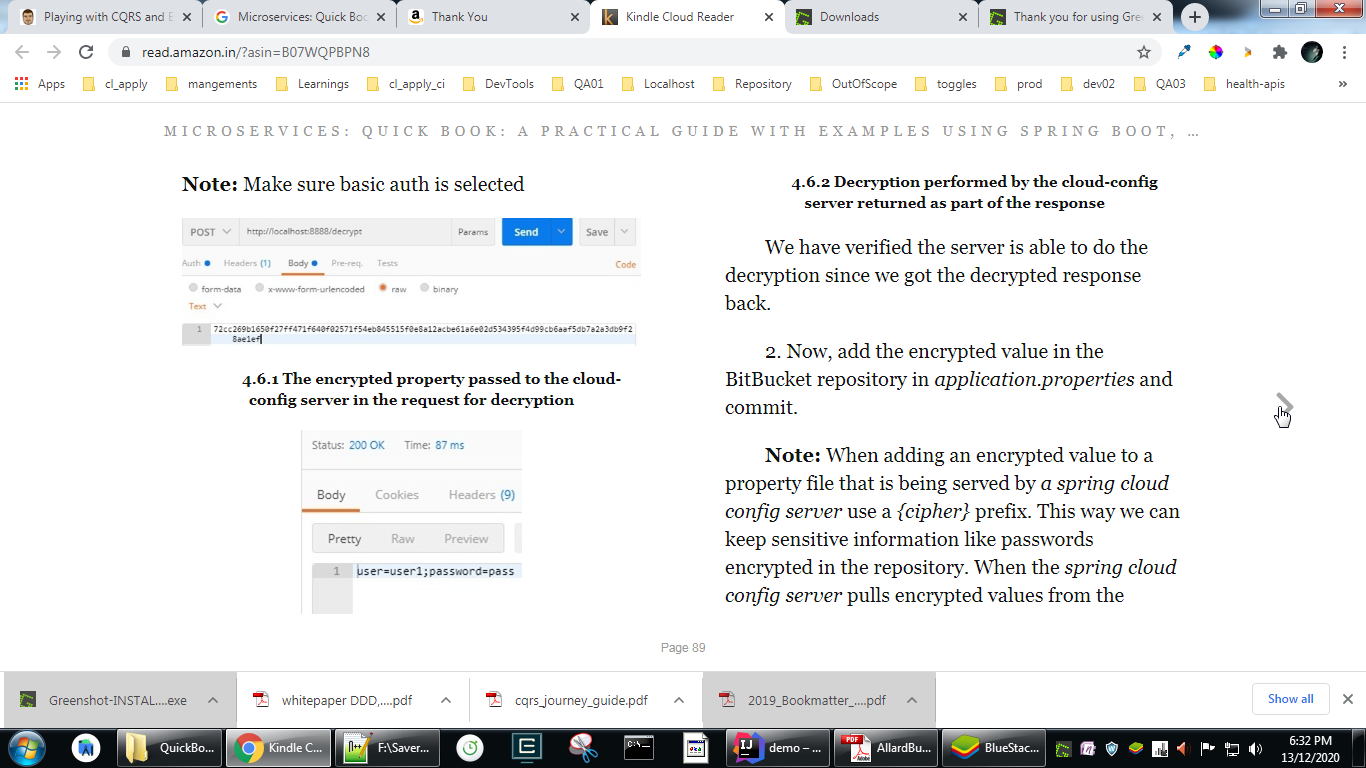 Playing with CQRS and E
Microservices: Quick Boo
Thank You
Kindle Cloud Reader
Downloads
Thank you for using Gre
read.amazon.in/?asin=B07WQPBPN8
Apps
cl_apply
mangements
Learnings
cl_apply_ci
DevTools
QA01
Localhost
Repository
OutOfScope
toggles
prod
dev02
QA03
health-apis
»
MICROSERVICES: QUICK BOOK: A PRACTICAL GUIDE WITH EXAMPLES USING SPRING BOOT, ...
Note: Make sure basic auth is selected
POST http://localhost:8888/decrypt Params Send Save
Auth Headers (1) Body Pre-req. Tests Code
form-data x-www-form-urlencoded raw binary
Text
1 72cc269b1650f27ff471f640f02571f54eb845515f0e8a12acbe61a6e02d534395f4d99cb6aaf5db7a2a3db9f2
8ae1ef
4.6.1 The encrypted property passed to the cloud-
config server in the request for decryption
Status: 200 OK Time: 87 ms
Body Cookies Headers (9)
Pretty Raw Preview
1 user=user1;password=pass
4.6.2 Decryption performed by the cloud-config
server returned as part of the response
We have verified the server is able to do the
decryption since we got the decrypted response
back.
2. Now, add the encrypted value in the
BitBucket repository in application.properties and
commit.
Note: When adding an encrypted value to a
property file that is being served by a spring cloud
config server use a {cipher} prefix. This way we can
keep sensitive information like passwords
encrypted in the repository. When the spring cloud
config server pulls encrypted values from the
Page 89
Greenshot-INSTAL....exe
whitepaper DDD,....pdf
cqrs_journey_guide.pdf
2019_Bookmatter_....pdf
Show all
QuickBo...
Kindle C...
F:\Saver...
demo – ...
AllardBu...
BlueStac...
6:32 PM
13/12/2020